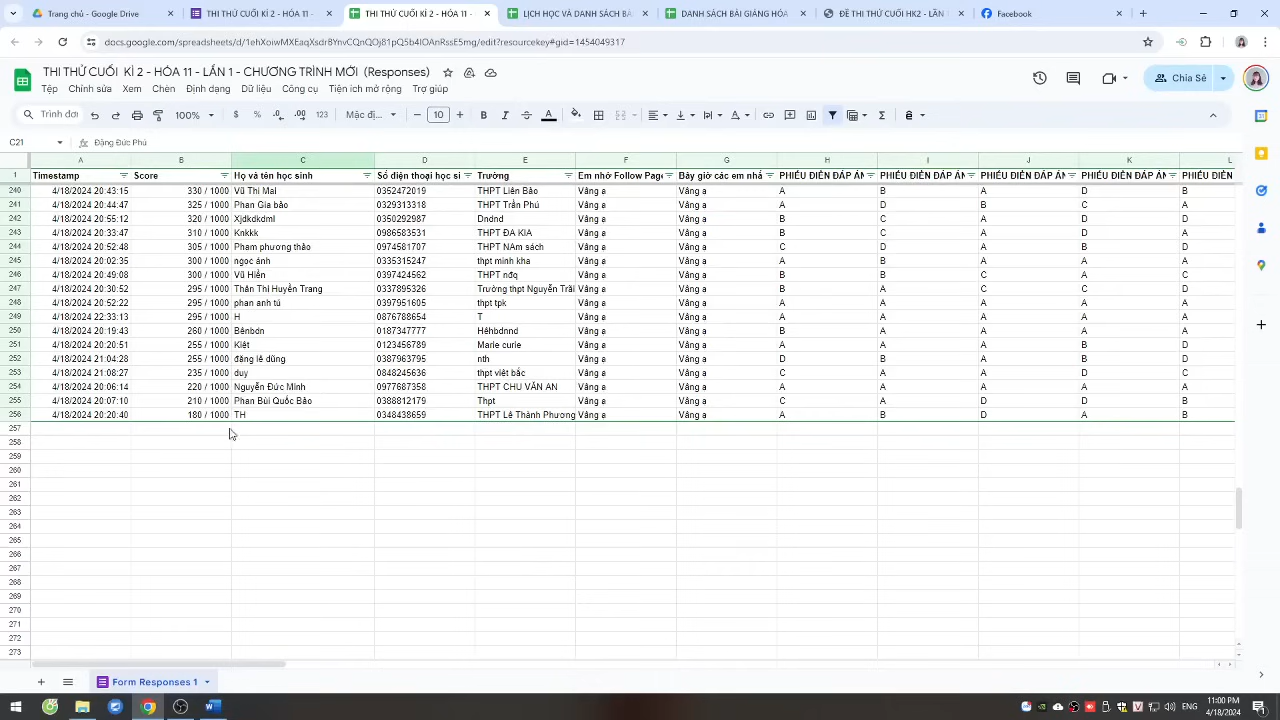 Trang chủ - Google Drive
THI THỬ CUỐI KÌ 2 - HÓA 11 -
THI THỬ CUỐI KÌ 2 - HÓA 11 -
LỊCH HỌC VÀ DANH SÁCH BÀ
DANH SÁCH BÀI GIẢNG HÓA
ĐỀ THI THỬ CUỐI HK2 - LẦN
Facebook
THI THỬ CUỐI KÌ 2 - HÓA 11 - LẦN 1 - CHƯƠNG TRÌNH MỚI (Responses)
Tệp Chỉnh sửa Xem Chèn Định dạng Dữ liệu Công cụ Tiện ích mở rộng Trợ giúp
Chia Sẻ
Trình đơn 100% $ % .0 .00 123 Mặc đị... 10 B I A
C21 Đặng Đức Phú
A B C D E F G H I J K L
1 Timestamp Score Họ và tên học sinh Số điện thoại học si Trường Em nhớ Follow Page Bây giờ các em nhấ PHIẾU ĐIỀN ĐÁP ÁN PHIẾU ĐIỀN ĐÁP ÁN PHIẾU ĐIỀN ĐÁP ÁN PHIẾU ĐIỀN ĐÁP ÁN PHIẾU
240 4/18/2024 20:43:15 330 / 1000 Vũ Thị Mai 0352472019 THPT Liên Bảo Vâng ạ Vâng ạ A B A D B
241 4/18/2024 20:44:47 325 / 1000 Phan Gia bảo 0329313318 THPT Trần Phú Vâng ạ Vâng ạ A D B C A
242 4/18/2024 20:55:12 320 / 1000 Xjdkdkdml 0350292987 Dndnd Vâng ạ Vâng ạ B C A D D
243 4/18/2024 20:33:47 310 / 1000 Knkkk 0986583531 THPT ĐA KIA Vâng ạ Vâng ạ B C A D A
244 4/18/2024 20:52:48 305 / 1000 Pham phương thảo 0974581707 THPT NAm sách Vâng ạ Vâng ạ C D A B D
245 4/18/2024 20:02:35 300 / 1000 ngọc ánh 0335315247 thpt minh kha Vâng ạ Vâng ạ A B A A A
246 4/18/2024 20:49:08 300 / 1000 Vũ Hiển 0397424562 THPT nđq Vâng ạ Vâng ạ B B C A C
247 4/18/2024 20:30:52 295 / 1000 Thân Thị Huyền Trang 0337895326 Trường thpt Nguyễn Trãi Vâng ạ Vâng ạ B A C C D
248 4/18/2024 20:52:22 295 / 1000 phan anh tú 0397951605 thpt tpk Vâng ạ Vâng ạ A A A A A
249 4/18/2024 22:33:13 295 / 1000 H 0876788654 T Vâng ạ Vâng ạ A A A A A
250 4/18/2024 20:19:43 260 / 1000 Bênbdn 0187347777 Hêhbdnnd Vâng ạ Vâng ạ B A A A A
251 4/18/2024 20:20:51 255 / 1000 Kiệt 0123456789 Marie curie Vâng ạ Vâng ạ A A A B D
252 4/18/2024 21:04:28 255 / 1000 đặng lê dũng 0387963795 nth Vâng ạ Vâng ạ D B A B D
253 4/18/2024 21:08:27 235 / 1000 duy 0848245636 thpt việt bắc Vâng ạ Vâng ạ C A A D C
254 4/18/2024 20:06:14 220 / 1000 Nguyễn Đức Minh 0977687358 THPT CHU VĂN AN Vâng ạ Vâng ạ A A A A A
255 4/18/2024 20:07:10 210 / 1000 Phan Bùi Quốc Bảo 0388812179 Thpt Vâng ạ Vâng ạ C A D D B
256 4/18/2024 20:20:40 180 / 1000 TH 0348438659 THPT Lê Thành Phương Vâng ạ Vâng ạ A B D A B
257
258
259
260
261
262
263
264
265
266
267
268
269
270
271
272
273
Form Responses 1
ENG
11:00 PM
4/18/2024